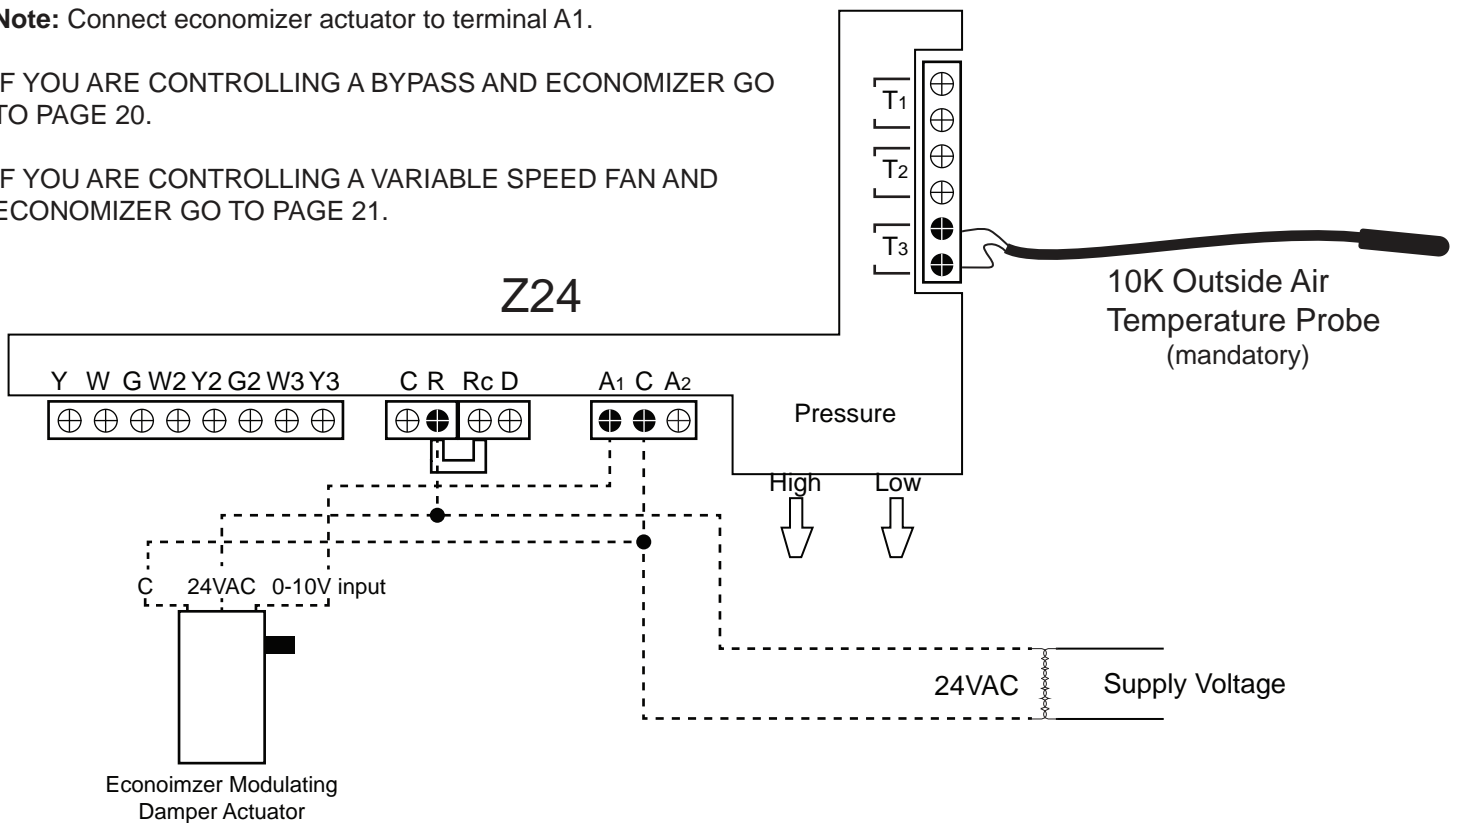 Note: Connect economizer actuator to terminal A1.
IF YOU ARE CONTROLLING A BYPASS AND ECONOMIZER GO
TO PAGE 20.
IF YOU ARE CONTROLLING A VARIABLE SPEED FAN AND
ECONOMIZER GO TO PAGE 21.
T1
T2
T3
10K Outside Air
Temperature Probe
(mandatory)
Z24
Y W G W2 Y2 G2 W3 Y3
C R Rc D
A1 C A2
Pressure
High Low
C 24VAC 0-10V input
24VAC
Supply Voltage
Econoimzer Modulating
Damper Actuator